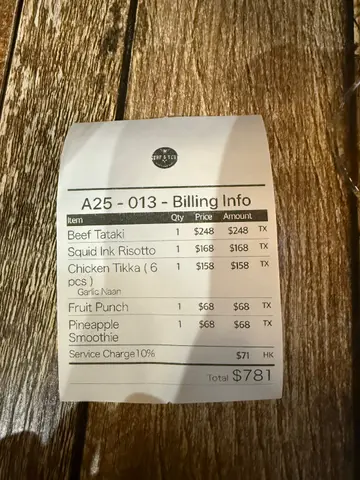 A25 - 013 - Billing Info
Item Qty Price Amount
Beef Tataki 1 $248 $248 TX
Squid Ink Risotto 1 $168 $168 TX
Chicken Tikka ( 6 1 $158 $158 TX
pcs )
Garlic Naan
Fruit Punch 1 $68 $68 TX
Pineapple 1 $68 $68 TX
Smoothie
Service Charge10% $71 HK
Total $781